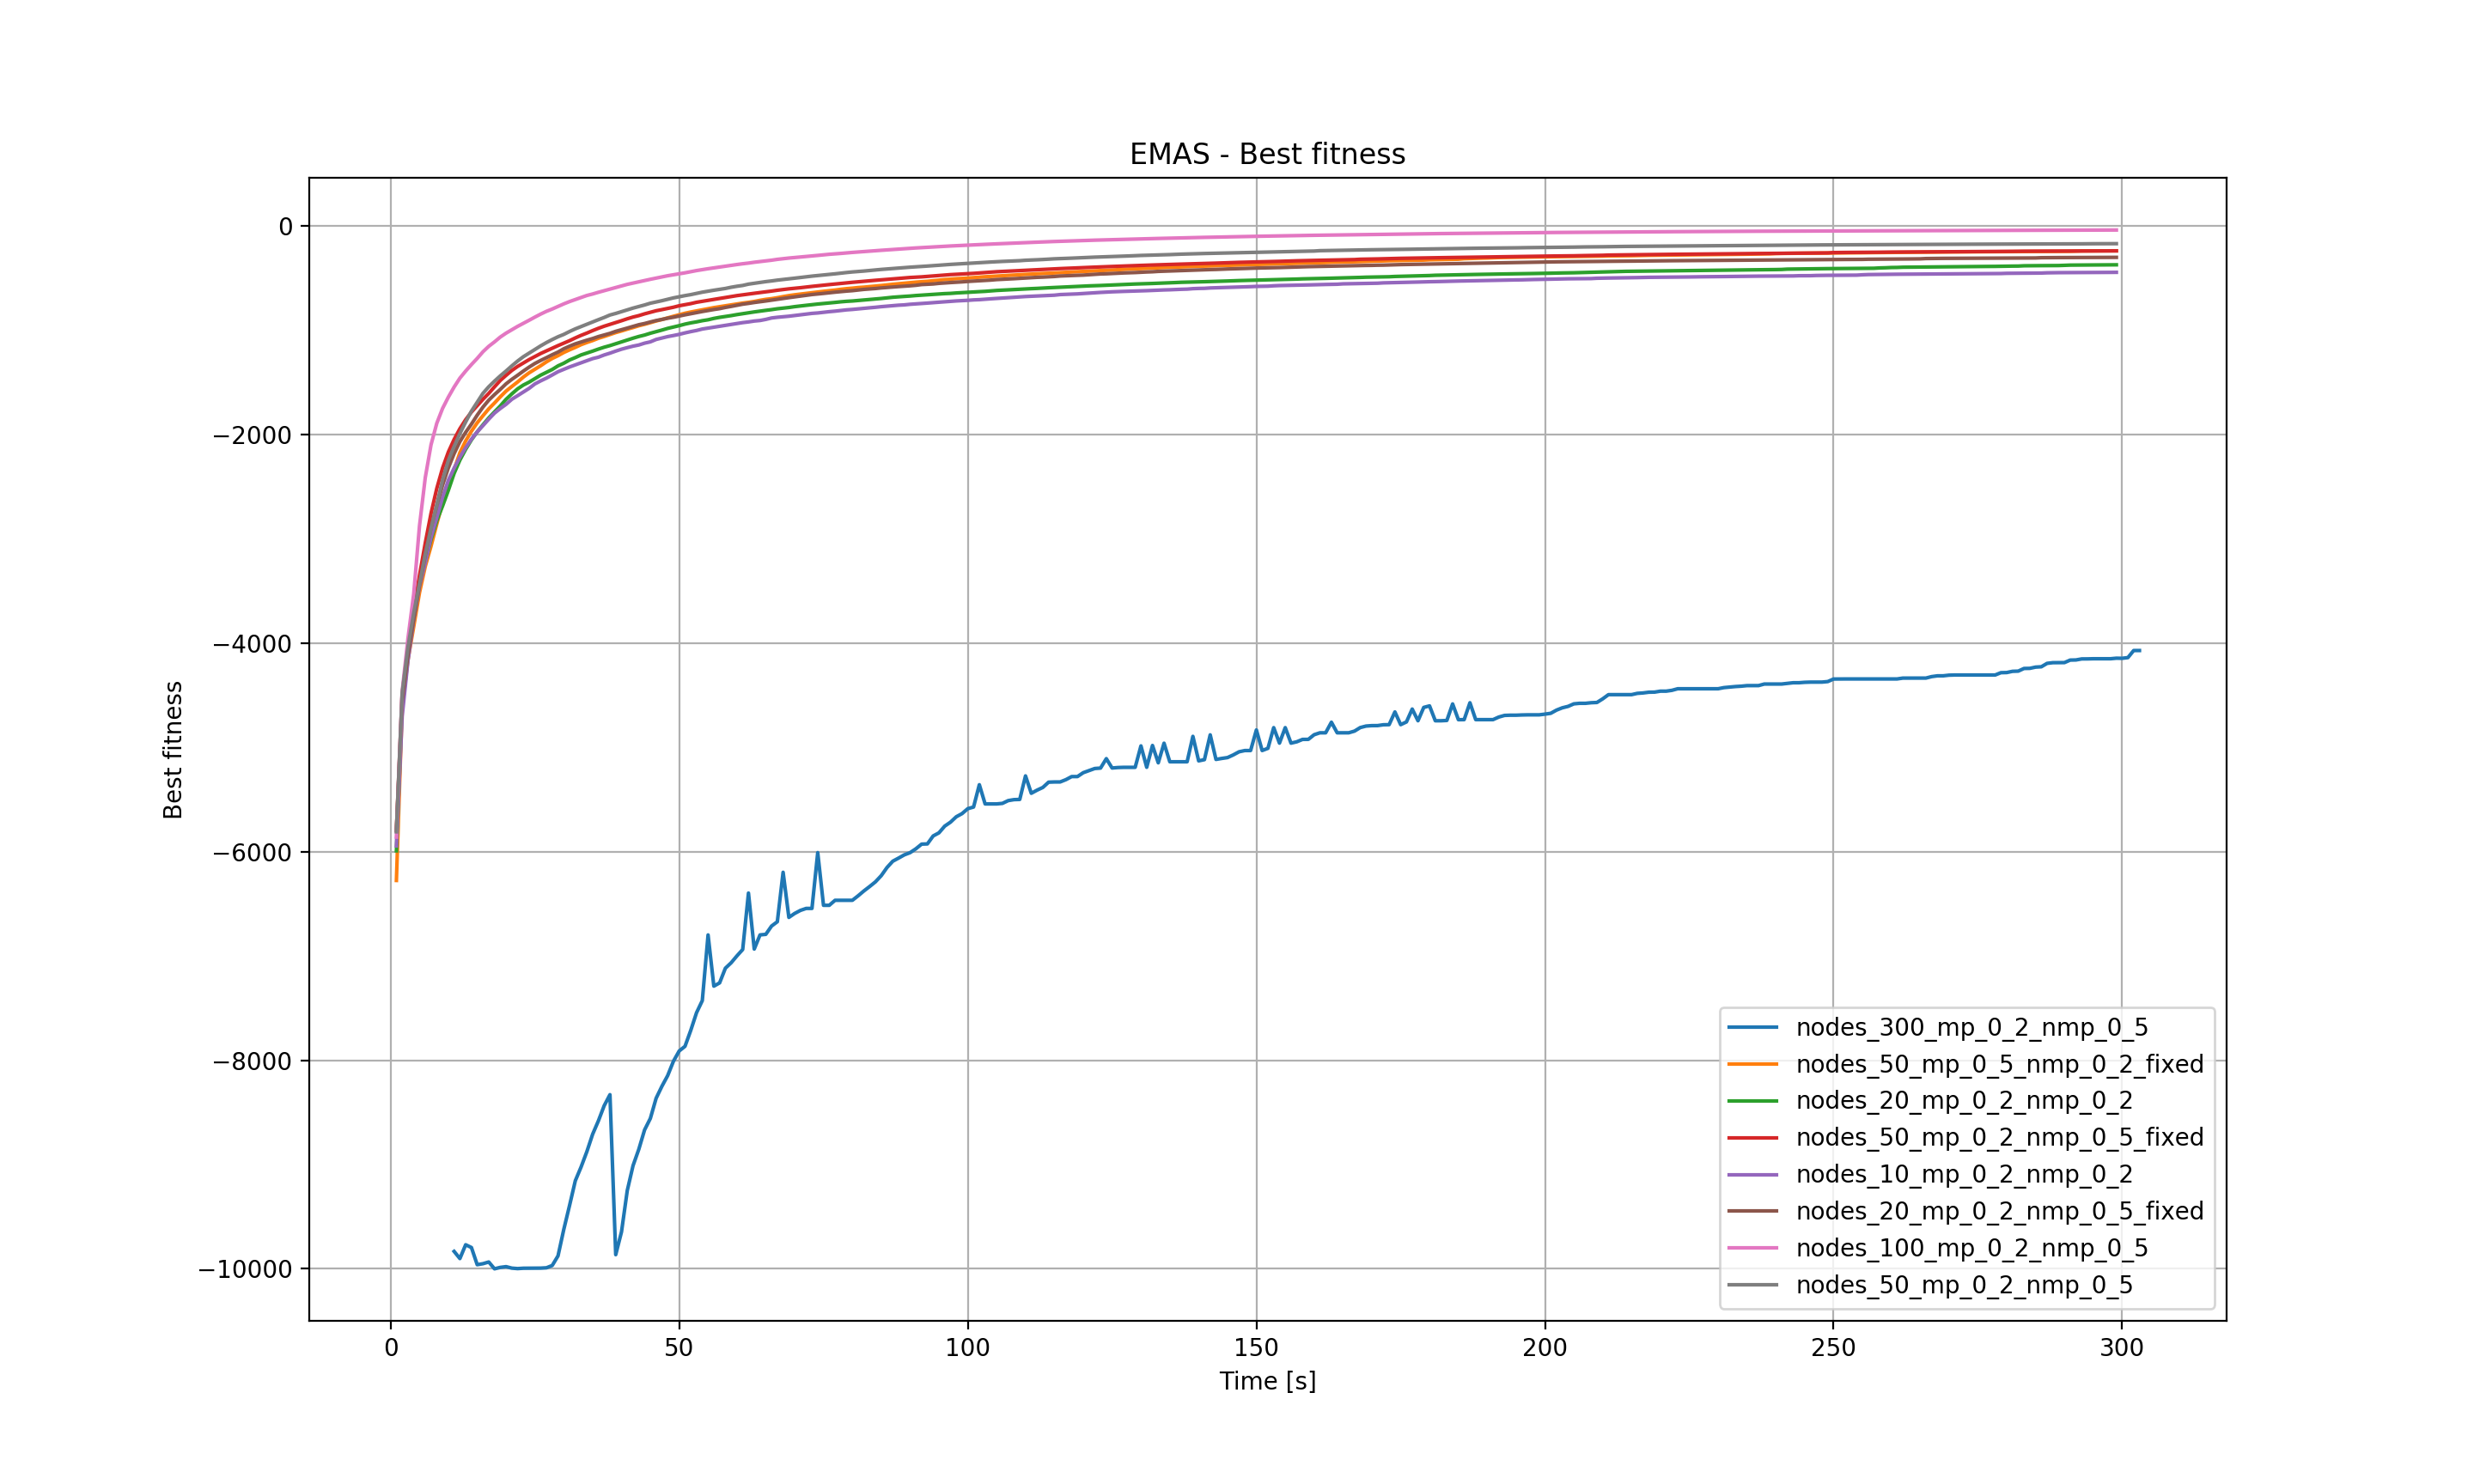 EMAS - Best fitness
Best fitness
0
−2000
−4000
−6000
−8000
−10000
0
50
100
150
200
250
300
Time [s]
nodes_300_mp_0_2_nmp_0_5
nodes_50_mp_0_5_nmp_0_2_fixed
nodes_20_mp_0_2_nmp_0_2
nodes_50_mp_0_2_nmp_0_5_fixed
nodes_10_mp_0_2_nmp_0_2
nodes_20_mp_0_2_nmp_0_5_fixed
nodes_100_mp_0_2_nmp_0_5
nodes_50_mp_0_2_nmp_0_5